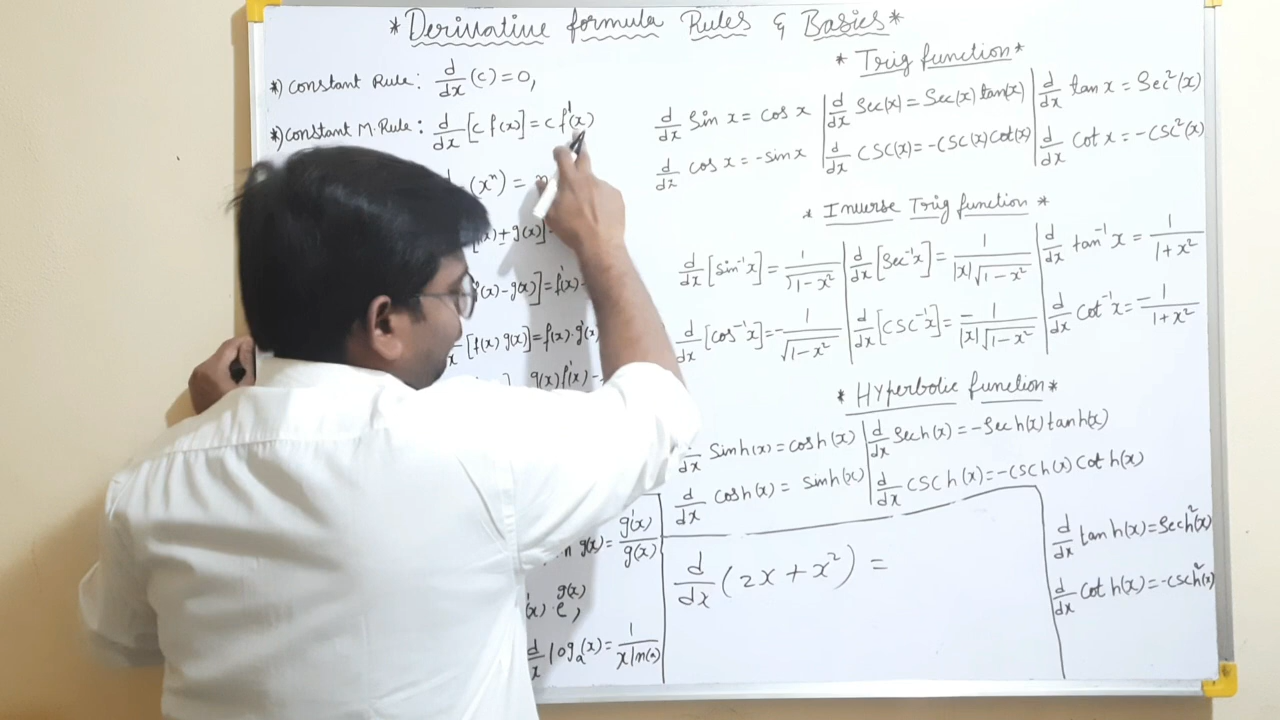 *Derivative formula Rules & Basics*
*) Constant Rule: d/dx (c) = 0,
*) Constant M. Rule: d/dx [c f(x)] = c f'(x)
(xⁿ) = n
(x) + g(x)] =
f(x) - g(x)] = f'(x) -
[f(x) g(x)] = f(x) · g'(x)
g(x) f'(x) -
g(x) = g'(x)/g(x)
(x) · e^g(x),
d/x logₐ(x) = 1/(x ln(a))
* Trig function *
d/dx Sin x = cos x | d/dx Sec(x) = Sec(x) tan(x) | d/dx tan x = Sec²(x)
d/dx cos x = -sin x | d/dx CSC(x) = -CSC(x) Cot(x) | d/dx Cot x = -CSC²(x)
* Inverse Trig function *
d/dx [sin⁻¹x] = 1/√(1-x²) | d/dx [Sec⁻¹x] = 1/(|x|√(1-x²)) | d/dx tan⁻¹x = 1/(1+x²)
d/dx [cos⁻¹x] = -1/√(1-x²) | d/dx [CSC⁻¹x] = -1/(|x|√(1-x²)) | d/dx Cot⁻¹x = -1/(1+x²)
* HYperbolic function *
d/dx Sinh(x) = cosh(x) | d/dx Sech(x) = -Sech(x) tanh(x)
d/dx Cosh(x) = sinh(x) | d/dx CSCh(x) = -CSCh(x) Coth(x)
d/dx tanh(x) = Sech²(x)
d/dx Coth(x) = -CSCh²(x)
d/dx (2x + x²) =